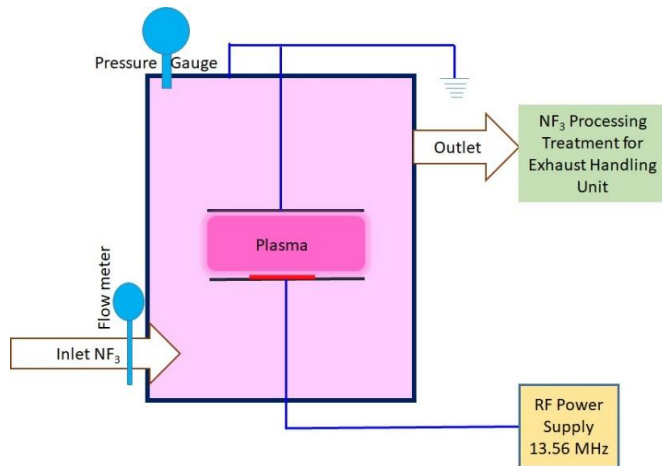 Pressure Gauge
NF₃ Processing
Treatment for
Exhaust Handling
Unit
Outlet
Plasma
Flow meter
Inlet NF₃
RF Power
Supply
13.56 MHz